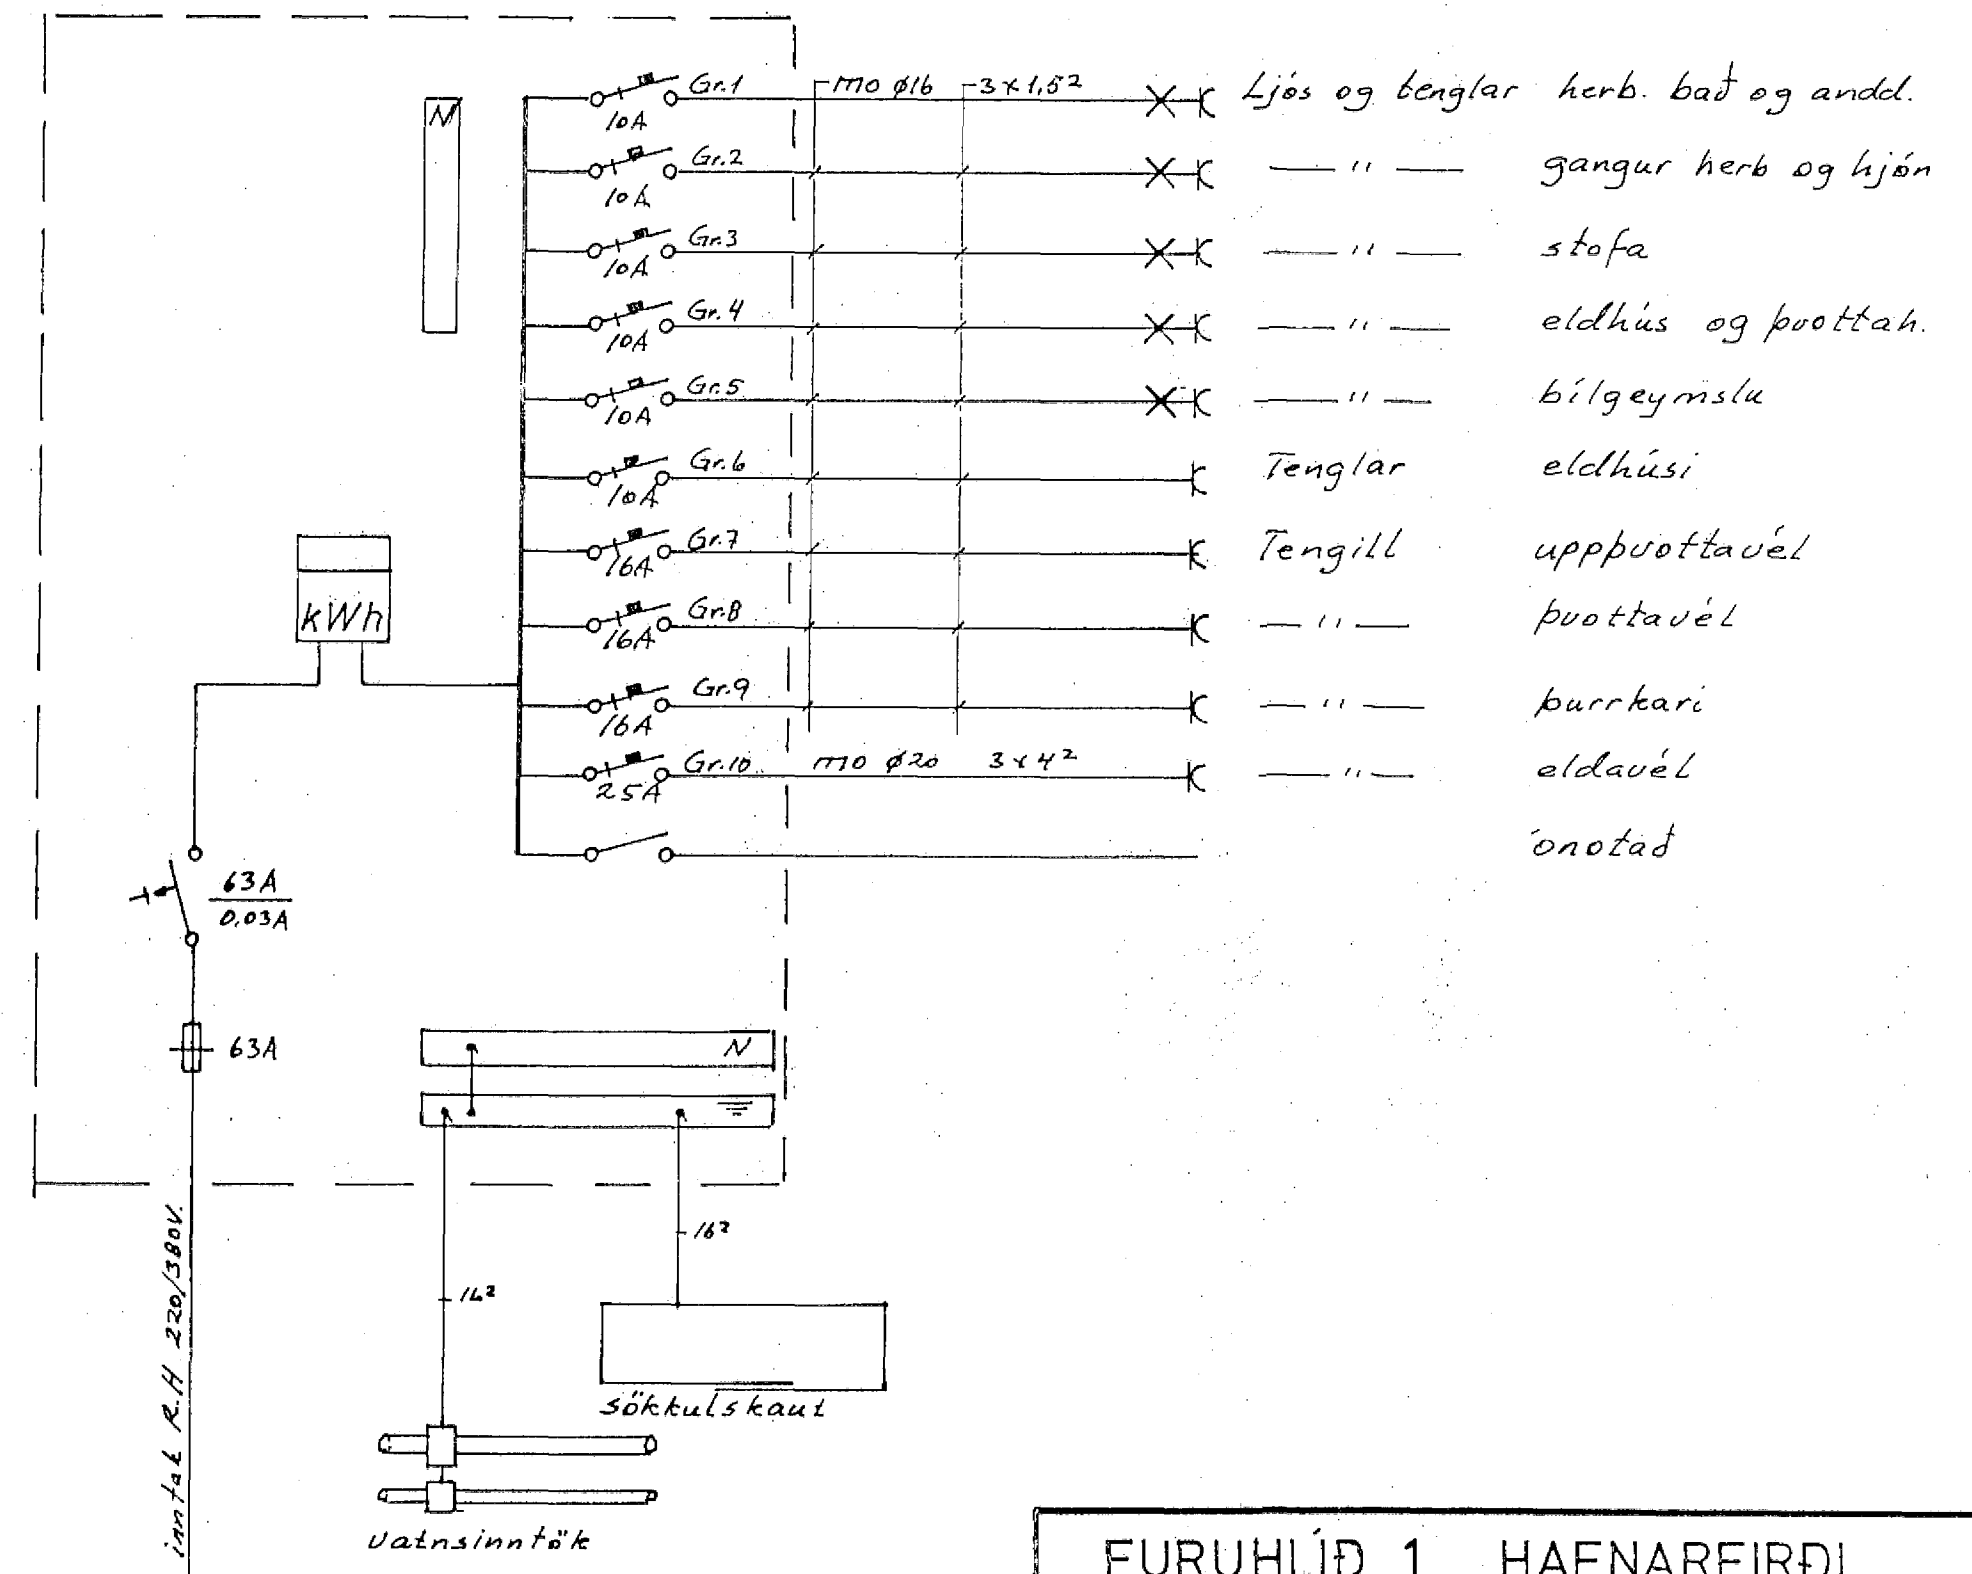 Gr.1 mo ø16 3x1,5² Ljós og tenglar herb. bað og andd.
N
10A
Gr.2 — " — gangur herb og hjón
10A
Gr.3 — " — stofa
10A
Gr.4 — " — eldhús og þvottah.
10A
Gr.5 — " — bílgeymslu
10A
Gr.6 Tenglar eldhúsi
10A
Gr.7 Tengill uppþvottavél
16A
kWh
Gr.8 — " — þvottavél
16A
Gr.9 — " — þurrkari
16A
Gr.10 mo ø20 3x4² — " — eldavél
25A
ónotað
63A
0,03A
63A
N
16²
16²
inntak R.H 220/380V.
sökkulskaut
vatnsinntök
FURUHLÍÐ 1 HAFNARFIRÐI